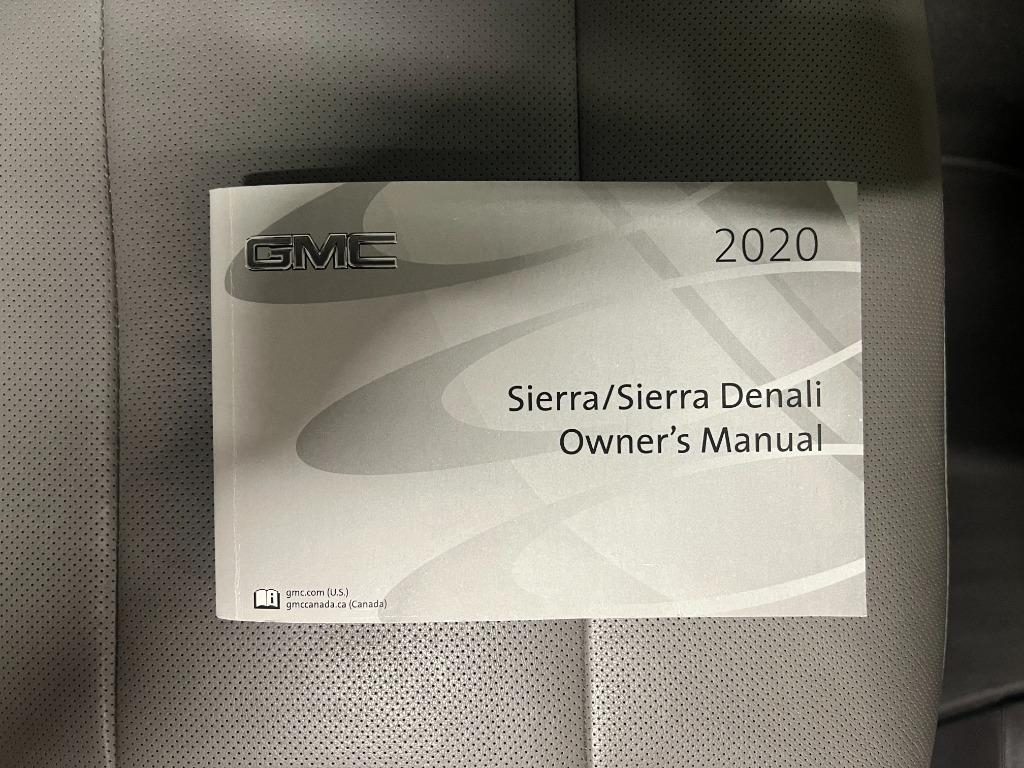 GMC
2020
Sierra/Sierra Denali
Owner's Manual
gmc.com (U.S.)
gmccanada.ca (Canada)